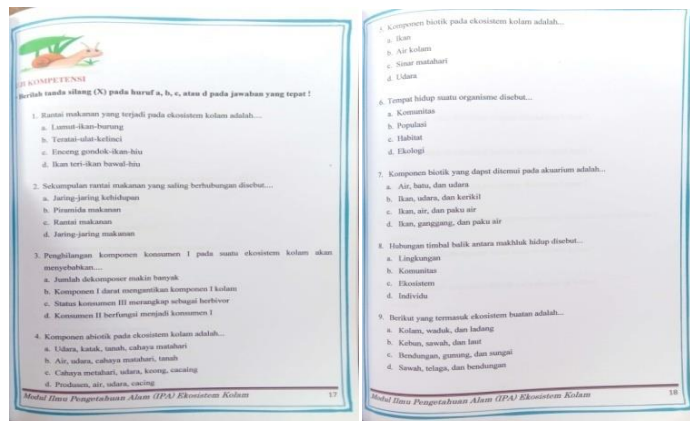 UJI KOMPETENSI
Berilah tanda silang (X) pada huruf a, b, c, atau d pada jawaban yang tepat !
1. Rantai makanan yang terjadi pada ekosistem kolam adalah....
a. Lumut-ikan-burung
b. Teratai-ulat-kelinci
c. Enceng gondok-ikan-hiu
d. Ikan teri-ikan bawal-hiu
2. Sekumpulan rantai makanan yang saling berhubungan disebut....
a. Jaring-jaring kehidupan
b. Piramida makanan
c. Rantai makanan
d. Jaring-jaring makanan
3. Penghilangan komponen konsumen I pada suatu ekosistem kolam akan
menyebabkan....
a. Jumlah dekomposer makin banyak
b. Komponen I darat mengantikan komponen I kolam
c. Status konsumen III merangkap sebagai herbivor
d. Konsumen II berfungsi menjadi konsumen I
4. Komponen abiotik pada ekosistem kolam adalah...
a. Udara, katak, tanah, cahaya matahari
b. Air, udara, cahaya matahari, tanah
c. Cahaya metahari, udara, keong, cacaing
d. Produsen, air, udara, cacing
Modul Ilmu Pengetahuan Alam (IPA) Ekosistem Kolam 17
5. Komponen biotik pada ekosistem kolam adalah...
a. Ikan
b. Air kolam
c. Sinar matahari
d. Udara
6. Tempat hidup suatu organisme disebut...
a. Komunitas
b. Populasi
c. Habitat
d. Ekologi
7. Komponen biotik yang dapat ditemui pada akuarium adalah...
a. Air, batu, dan udara
b. Ikan, udara, dan kerikil
c. Ikan, air, dan paku air
d. Ikan, ganggang, dan paku air
8. Hubungan timbal balik antara makhluk hidup disebut...
a. Lingkungan
b. Komunitas
c. Ekosistem
d. Individu
9. Berikut yang termasuk ekosistem buatan adalah...
a. Kolam, waduk, dan ladang
b. Kebun, sawah, dan laut
c. Bendungan, gunung, dan sungai
d. Sawah, telaga, dan bendungan
Modul Ilmu Pengetahuan Alam (IPA) Ekosistem Kolam 18